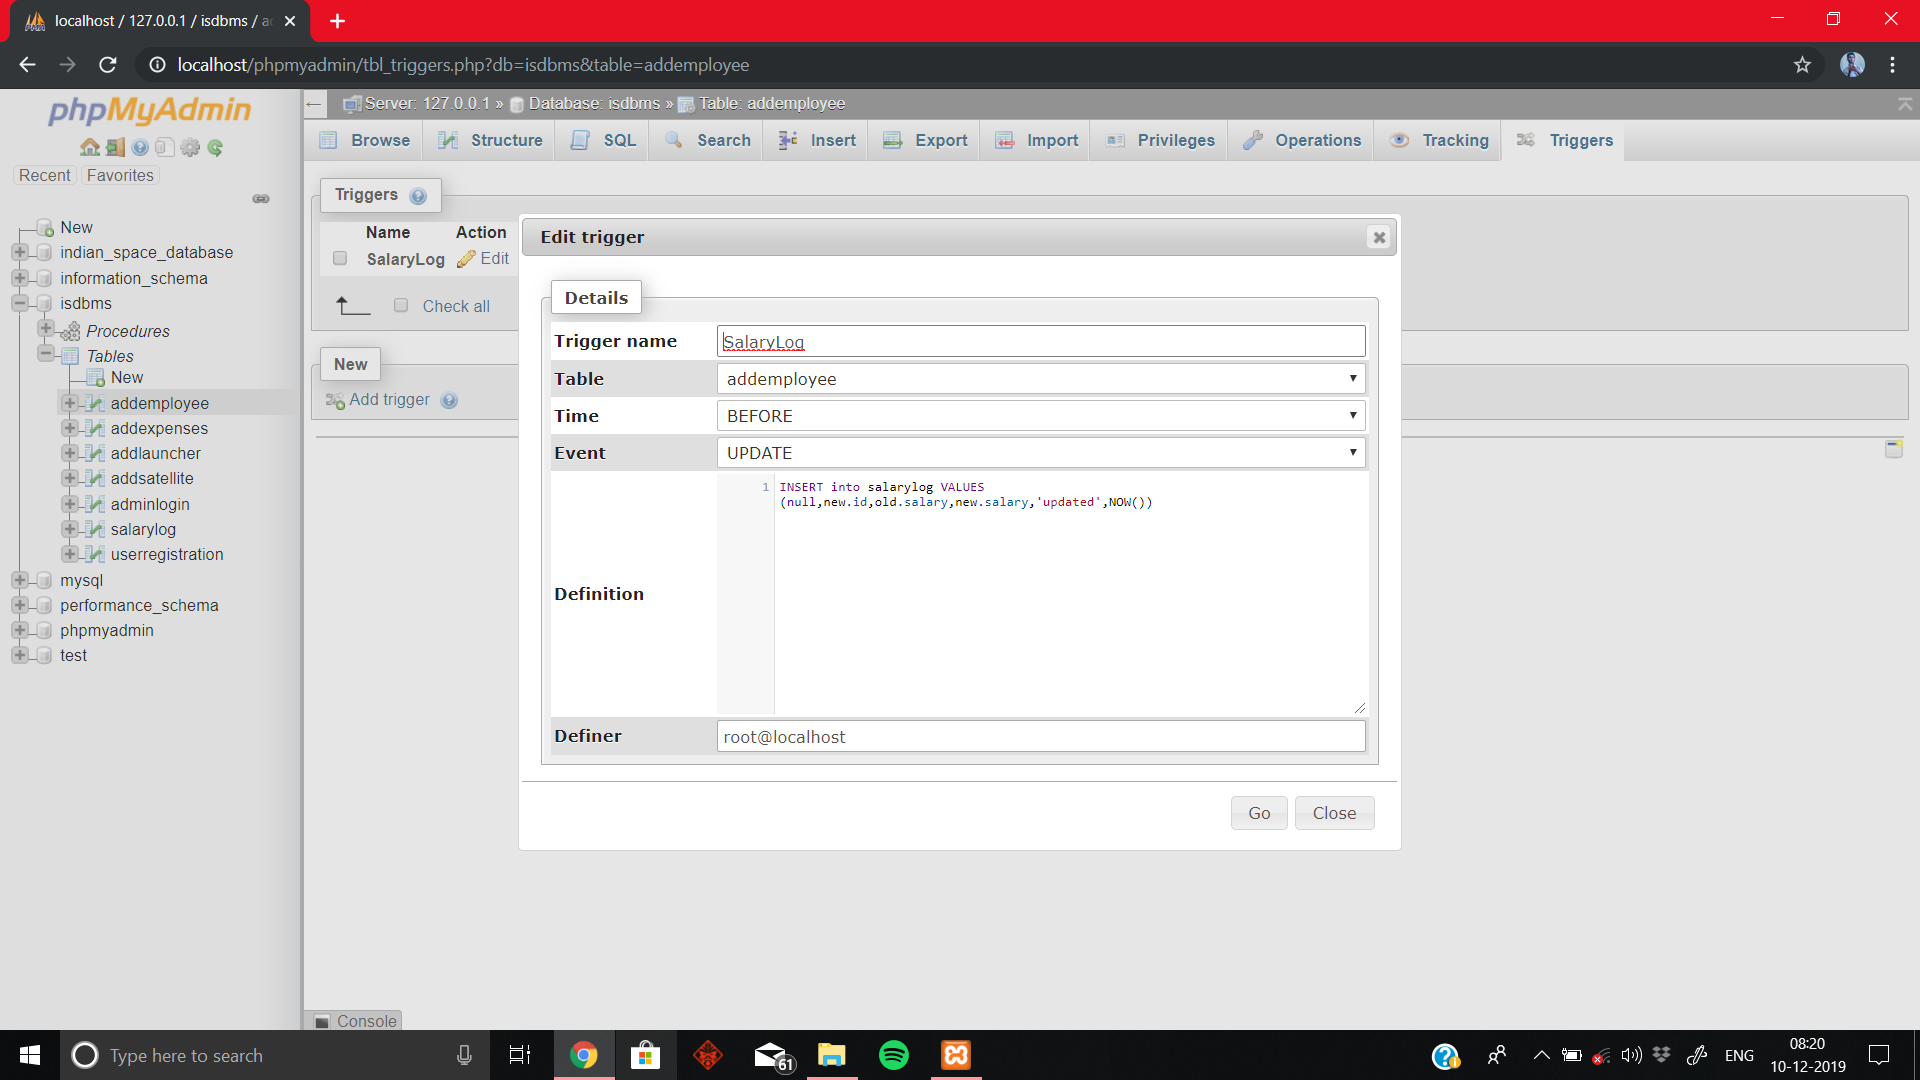 localhost / 127.0.0.1 / isdbms / ad
localhost/phpmyadmin/tbl_triggers.php?db=isdbms&table=addemployee
phpMyAdmin
Recent Favorites
New
indian_space_database
information_schema
isdbms
Procedures
Tables
New
addemployee
addexpenses
addlauncher
addsatellite
adminlogin
salarylog
userregistration
mysql
performance_schema
phpmyadmin
test
Server: 127.0.0.1 » Database: isdbms » Table: addemployee
Browse Structure SQL Search Insert Export Import Privileges Operations Tracking Triggers
Triggers
Name Action
SalaryLog Edit
Check all
New
Add trigger
Edit trigger
Details
Trigger name SalaryLog
Table addemployee
Time BEFORE
Event UPDATE
Definition
1 INSERT into salarylog VALUES
(null,new.id,old.salary,new.salary,'updated',NOW())
Definer root@localhost
Go Close
Console
Type here to search
61
ENG
08:20
10-12-2019